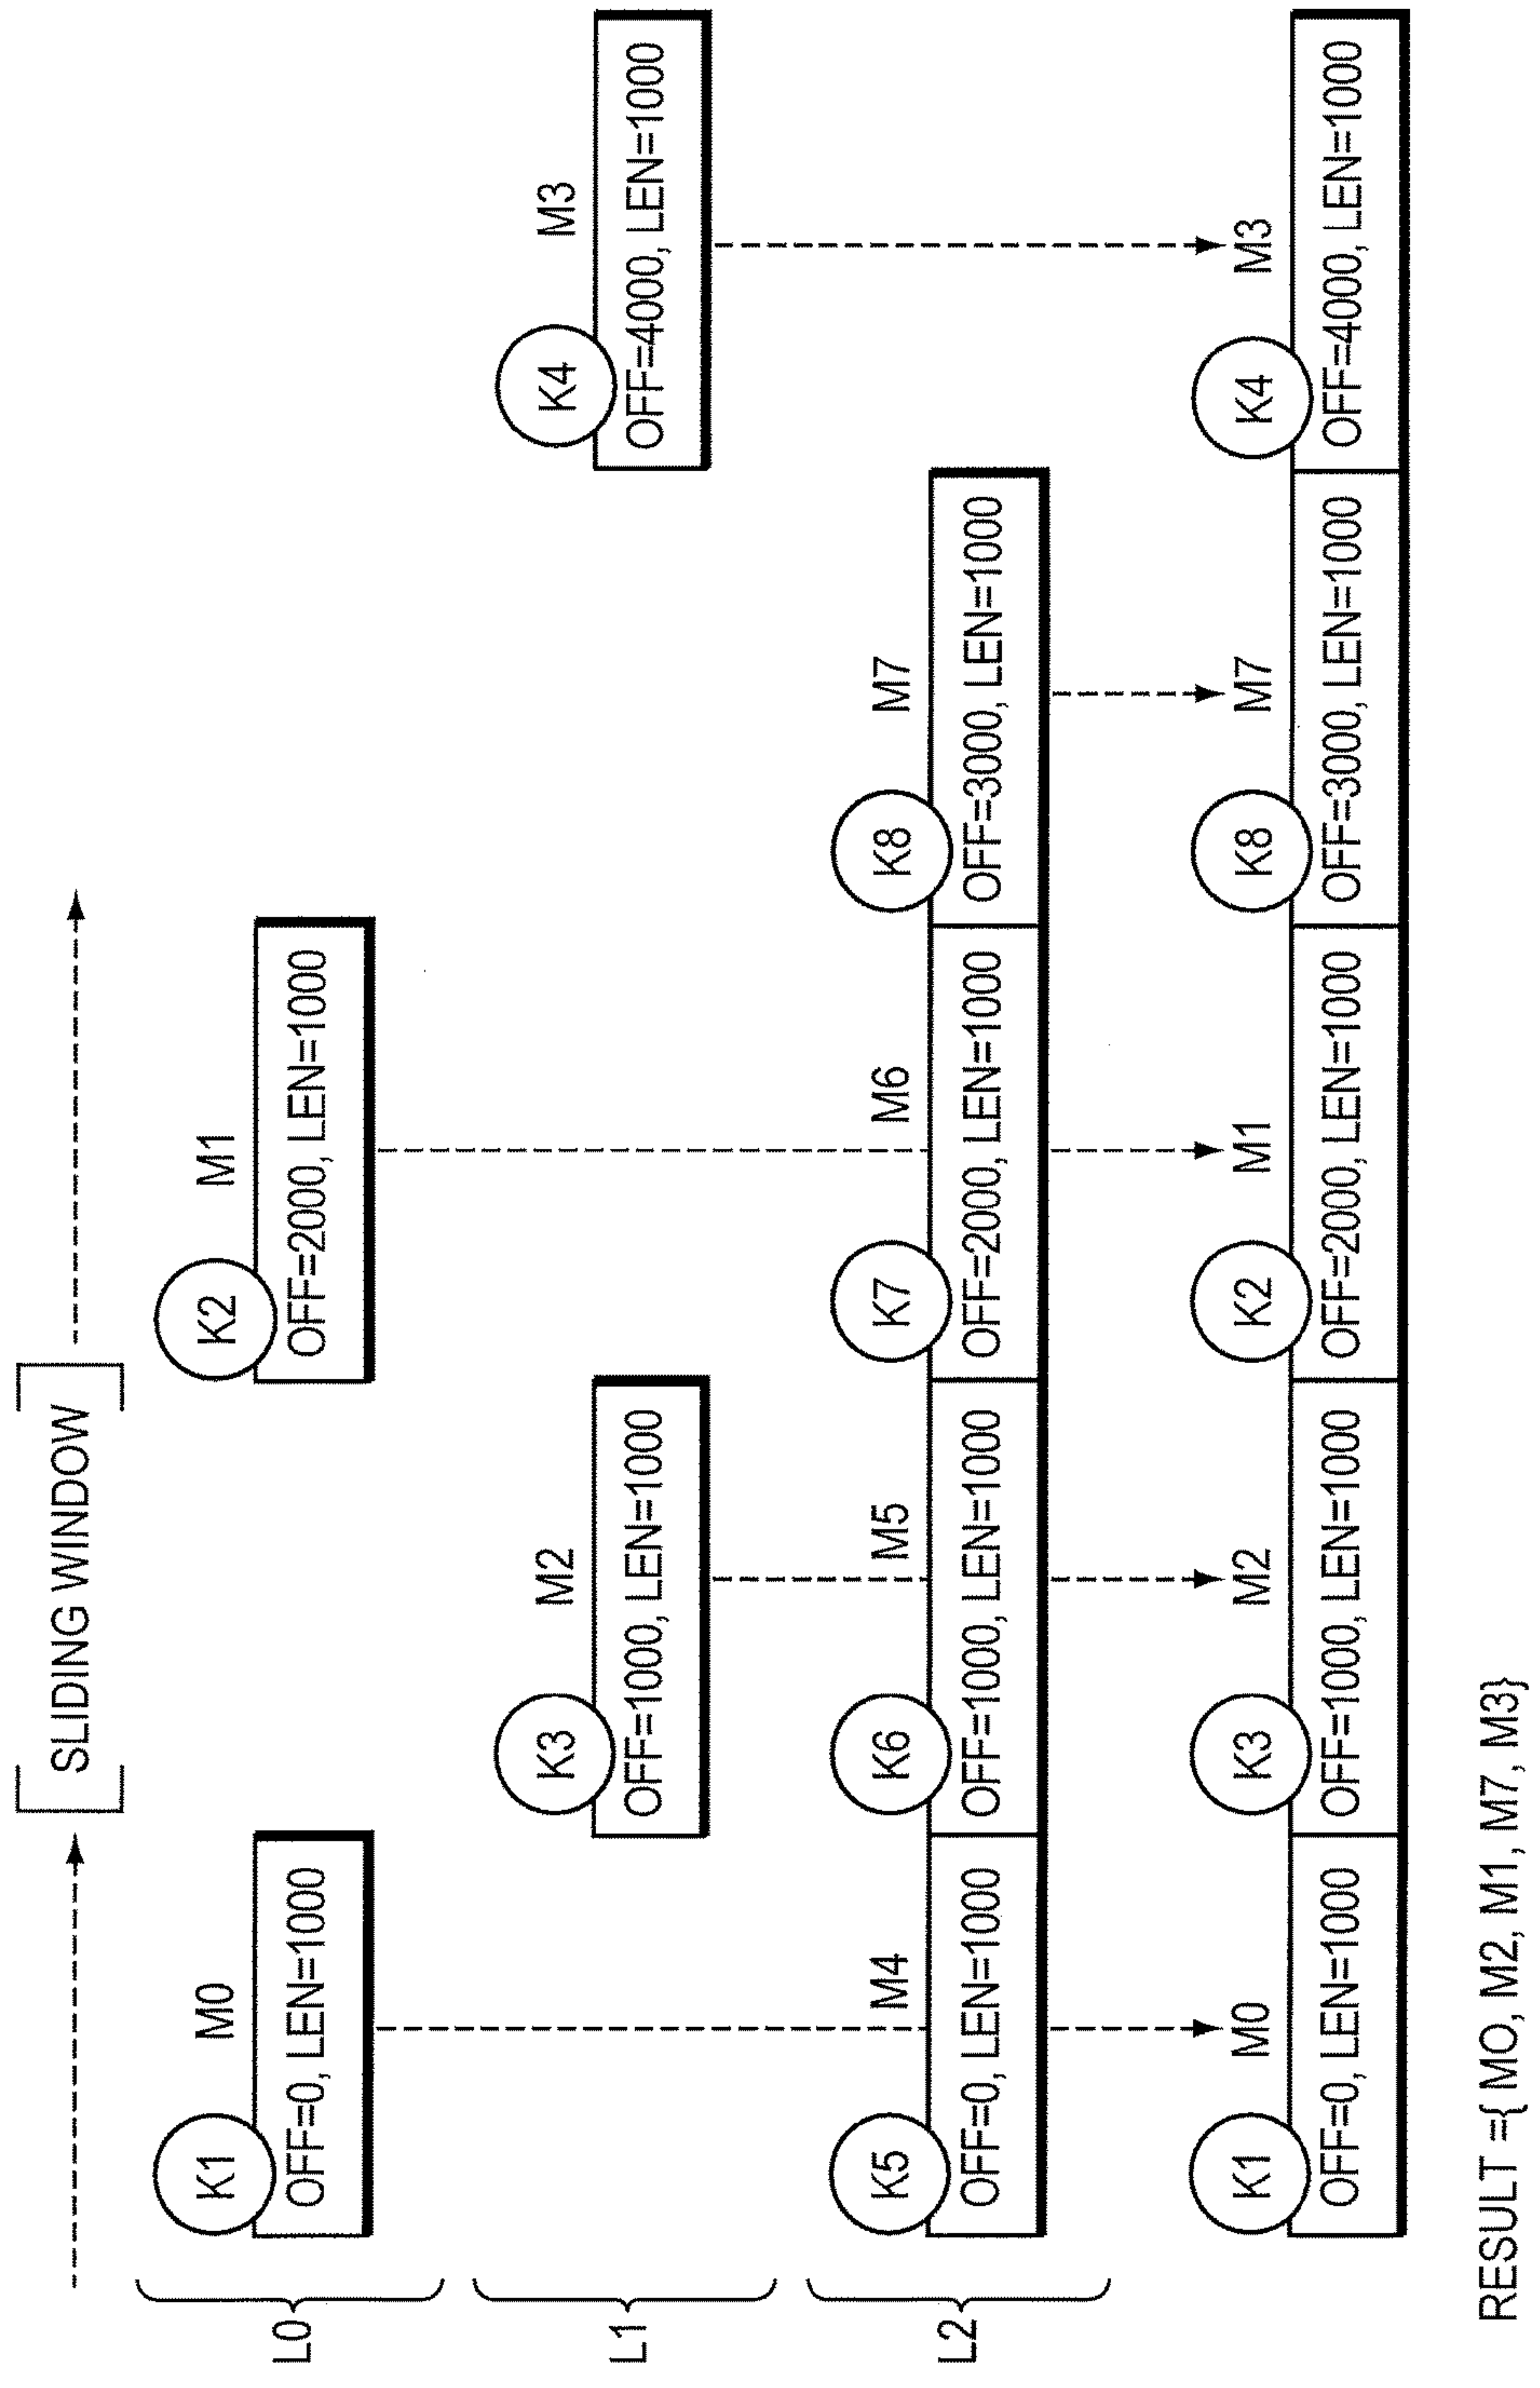 SLIDING WINDOW
L0
K1
M0
OFF=0, LEN=1000
K2
M1
OFF=2000, LEN=1000
L1
K3
M2
OFF=1000, LEN=1000
K4
M3
OFF=4000, LEN=1000
L2
K5
M4
OFF=0, LEN=1000
K6
M5
OFF=1000, LEN=1000
K7
M6
OFF=2000, LEN=1000
K8
M7
OFF=3000, LEN=1000
K1
M0
OFF=0, LEN=1000
K3
M2
OFF=1000, LEN=1000
K2
M1
OFF=2000, LEN=1000
K8
M7
OFF=3000, LEN=1000
K4
M3
OFF=4000, LEN=1000
RESULT ={ MO, M2, M1, M7, M3}